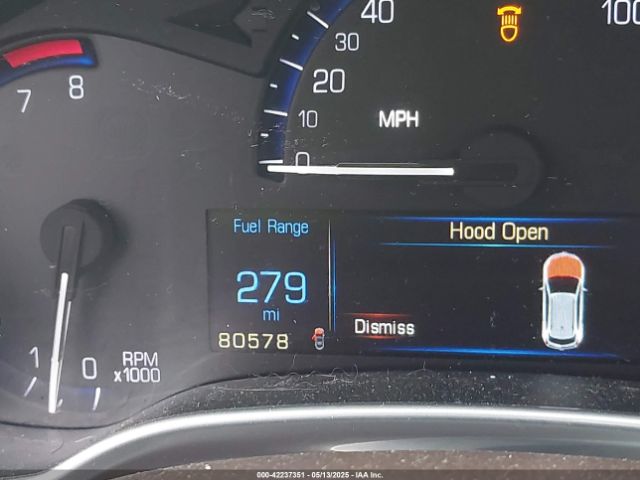 40
100
30
20
10
0
MPH
7
8
Fuel Range
279
mi
80578
Hood Open
Dismiss
1
0
RPM
x1000
000-42237351 - 05/13/2025 - IAA Inc.